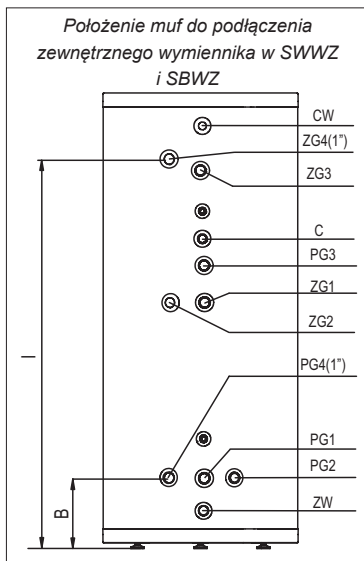 Położenie muf do podłączenia
zewnętrznego wymiennika w SWWZ
i SBWZ
CW
ZG4(1")
ZG3
C
PG3
ZG1
ZG2
PG4(1")
PG1
PG2
ZW
I
B